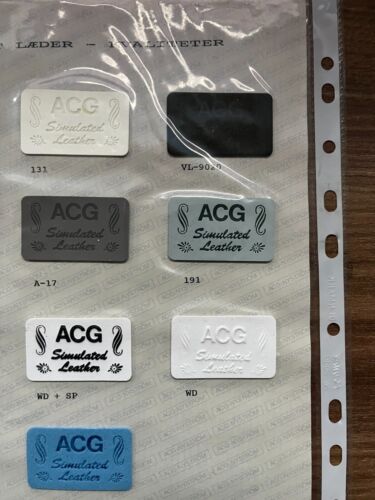 LÆDER - KVALITETER
ACG
Simulated
Leather
131
VL-9020
ACG
Simulated
Leather
A-17
ACG
Simulated
Leather
191
ACG
Simulated
Leather
WD + SP
ACG
Simulated
Leather
WD
ACG
Simulated
Leather